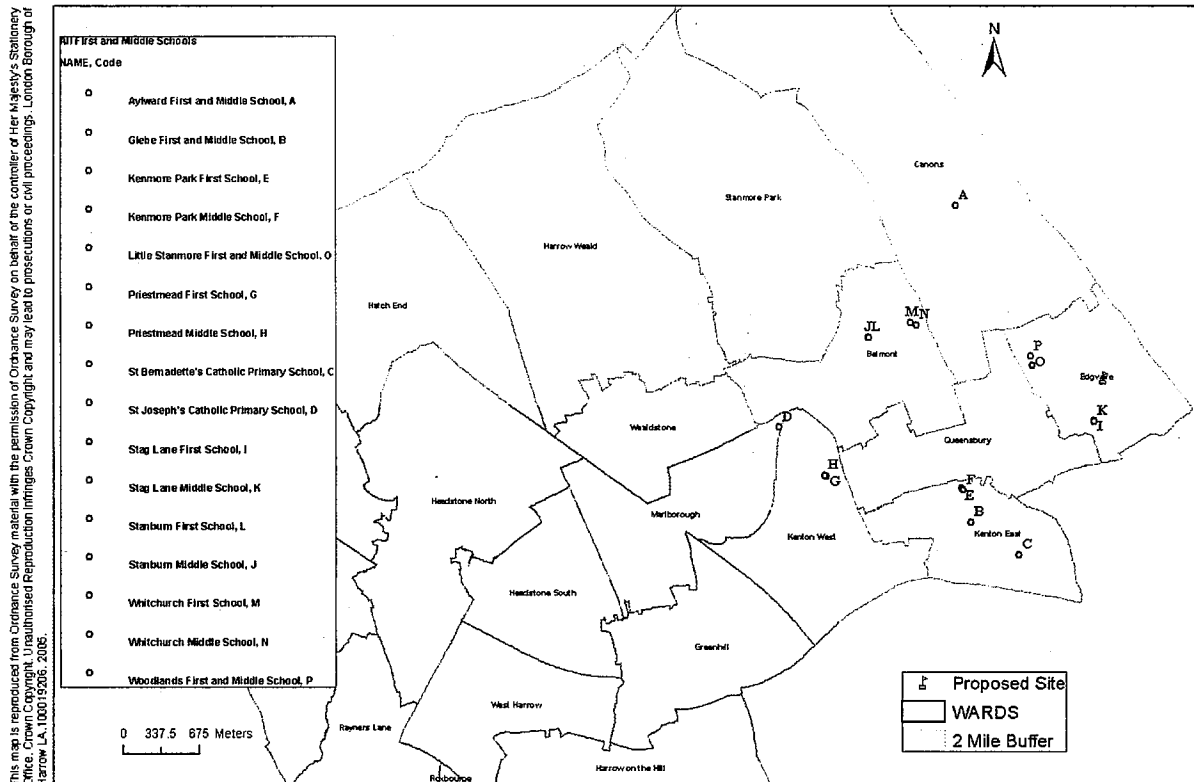 This map is reproduced from Ordnance Survey material with the permission of Ordnance Survey on behalf of the controller of Her Majesty's Stationery
Office. Crown Copyright. Unauthorised Reproduction Infringes Crown Copyright and may lead to prosecutions or civil proceedings. London Borough of
Harrow LA.100019206. 2005.
All First and Middle Schools
NAME, Code
Aylward First and Middle School, A
Glebe First and Middle School, B
Kenmore Park First School, E
Kenmore Park Middle School, F
Little Stanmore First and Middle School, O
Priestmead First School, G
Priestmead Middle School, H
St Bernadette's Catholic Primary School, C
St Joseph's Catholic Primary School, D
Stag Lane First School, I
Stag Lane Middle School, K
Stanburn First School, L
Stanburn Middle School, J
Whitchurch First School, M
Whitchurch Middle School, N
Woodlands First and Middle School, P
0 337.5 675 Meters
N
Canons
A
Stanmore Park
Harrow Weald
Hatch End
M N
JL
Belmont
P
O
Edgware
K
I
D
Wealdstone
Queensbury
H
G
F
E
B
Headstone North
Marlborough
Kenton West
Kenton East
C
Headstone South
Greenhill
West Harrow
Rayners Lane
Harrow on the Hill
Roxbourne
Proposed Site
WARDS
2 Mile Buffer